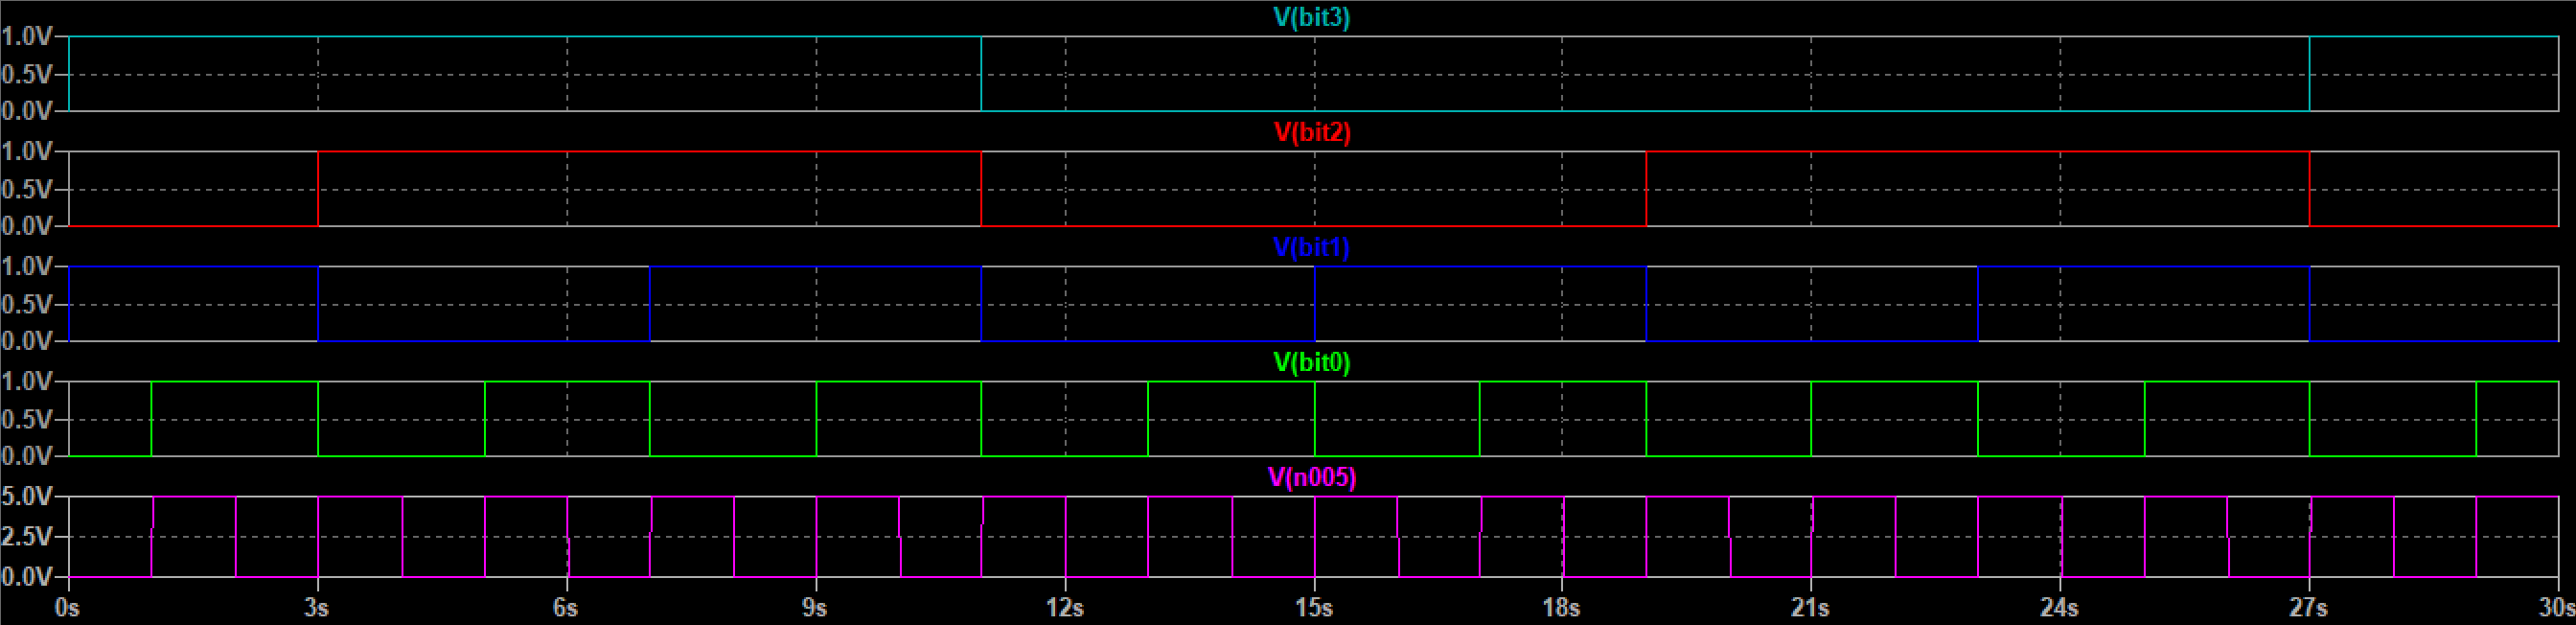 V(bit3)
1.0V
0.5V
0.0V
V(bit2)
1.0V
0.5V
0.0V
V(bit1)
1.0V
0.5V
0.0V
V(bit0)
1.0V
0.5V
0.0V
V(n005)
5.0V
2.5V
0.0V
0s 3s 6s 9s 12s 15s 18s 21s 24s 27s 30s